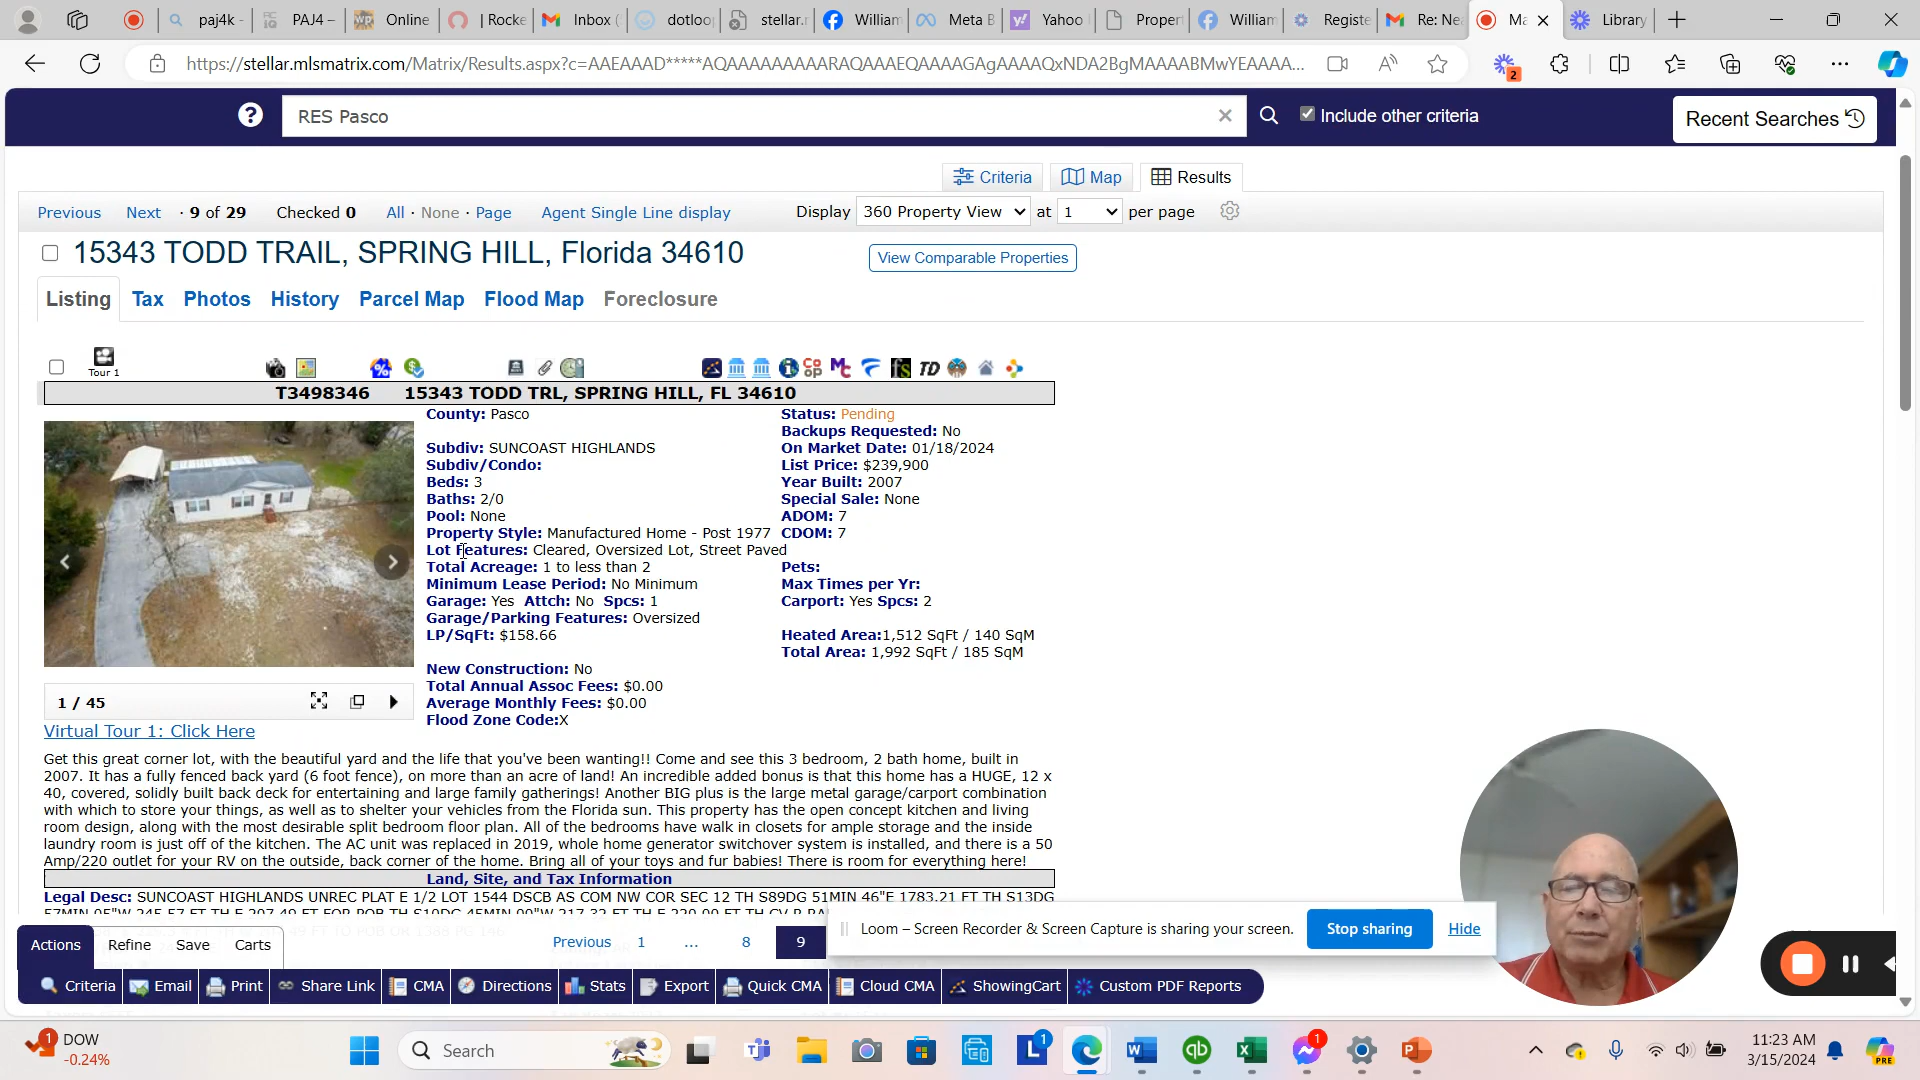 paj4k -
PAJ4 –
Online
| Rocke
Inbox (
dotloo
stellar.r
William
Meta B
Yahoo
Proper
William
Registe
Re: Ne
Ma
Library
https://stellar.mlsmatrix.com/Matrix/Results.aspx?c=AAEAAAD*****AQAAAAAAAAARAQAAAEQAAAAGAgAAAAQxNDA2BgMAAAABMwYEAAAA...
2
RES Pasco
Include other criteria
Recent Searches
Criteria
Map
Results
Previous Next · 9 of 29 Checked 0 All · None · Page Agent Single Line display Display 360 Property View at 1 per page
15343 TODD TRAIL, SPRING HILL, Florida 34610
View Comparable Properties
Listing Tax Photos History Parcel Map Flood Map Foreclosure
Tour 1
T3498346 15343 TODD TRL, SPRING HILL, FL 34610
County: Pasco
Status: Pending
Backups Requested: No
Subdiv: SUNCOAST HIGHLANDS
On Market Date: 01/18/2024
Subdiv/Condo:
List Price: $239,900
Beds: 3
Year Built: 2007
Baths: 2/0
Special Sale: None
Pool: None
ADOM: 7
Property Style: Manufactured Home - Post 1977
CDOM: 7
Lot Features: Cleared, Oversized Lot, Street Paved
Total Acreage: 1 to less than 2
Pets:
Minimum Lease Period: No Minimum
Max Times per Yr:
Garage: Yes Attch: No Spcs: 1
Carport: Yes Spcs: 2
Garage/Parking Features: Oversized
LP/SqFt: $158.66
Heated Area:1,512 SqFt / 140 SqM
Total Area: 1,992 SqFt / 185 SqM
New Construction: No
Total Annual Assoc Fees: $0.00
Average Monthly Fees: $0.00
Flood Zone Code:X
1 / 45
Virtual Tour 1: Click Here
Get this great corner lot, with the beautiful yard and the life that you've been wanting!! Come and see this 3 bedroom, 2 bath home, built in
2007. It has a fully fenced back yard (6 foot fence), on more than an acre of land! An incredible added bonus is that this home has a HUGE, 12 x
40, covered, solidly built back deck for entertaining and large family gatherings! Another BIG plus is the large metal garage/carport combination
with which to store your things, as well as to shelter your vehicles from the Florida sun. This property has the open concept kitchen and living
room design, along with the most desirable split bedroom floor plan. All of the bedrooms have walk in closets for ample storage and the inside
laundry room is just off of the kitchen. The AC unit was replaced in 2019, whole home generator switchover system is installed, and there is a 50
Amp/220 outlet for your RV on the outside, back corner of the home. Bring all of your toys and fur babies! There is room for everything here!
Land, Site, and Tax Information
Legal Desc: SUNCOAST HIGHLANDS UNREC PLAT E 1/2 LOT 1544 DSCB AS COM NW COR SEC 12 TH S89DG 51MIN 46"E 1783.21 FT TH S13DG
Loom – Screen Recorder & Screen Capture is sharing your screen.
Stop sharing
Hide
Actions Refine Save Carts
Previous 1 ... 8 9
Criteria Email Print Share Link CMA Directions Stats Export Quick CMA Cloud CMA ShowingCart Custom PDF Reports
DOW
-0.24%
1
Search
1
1
11:23 AM
3/15/2024